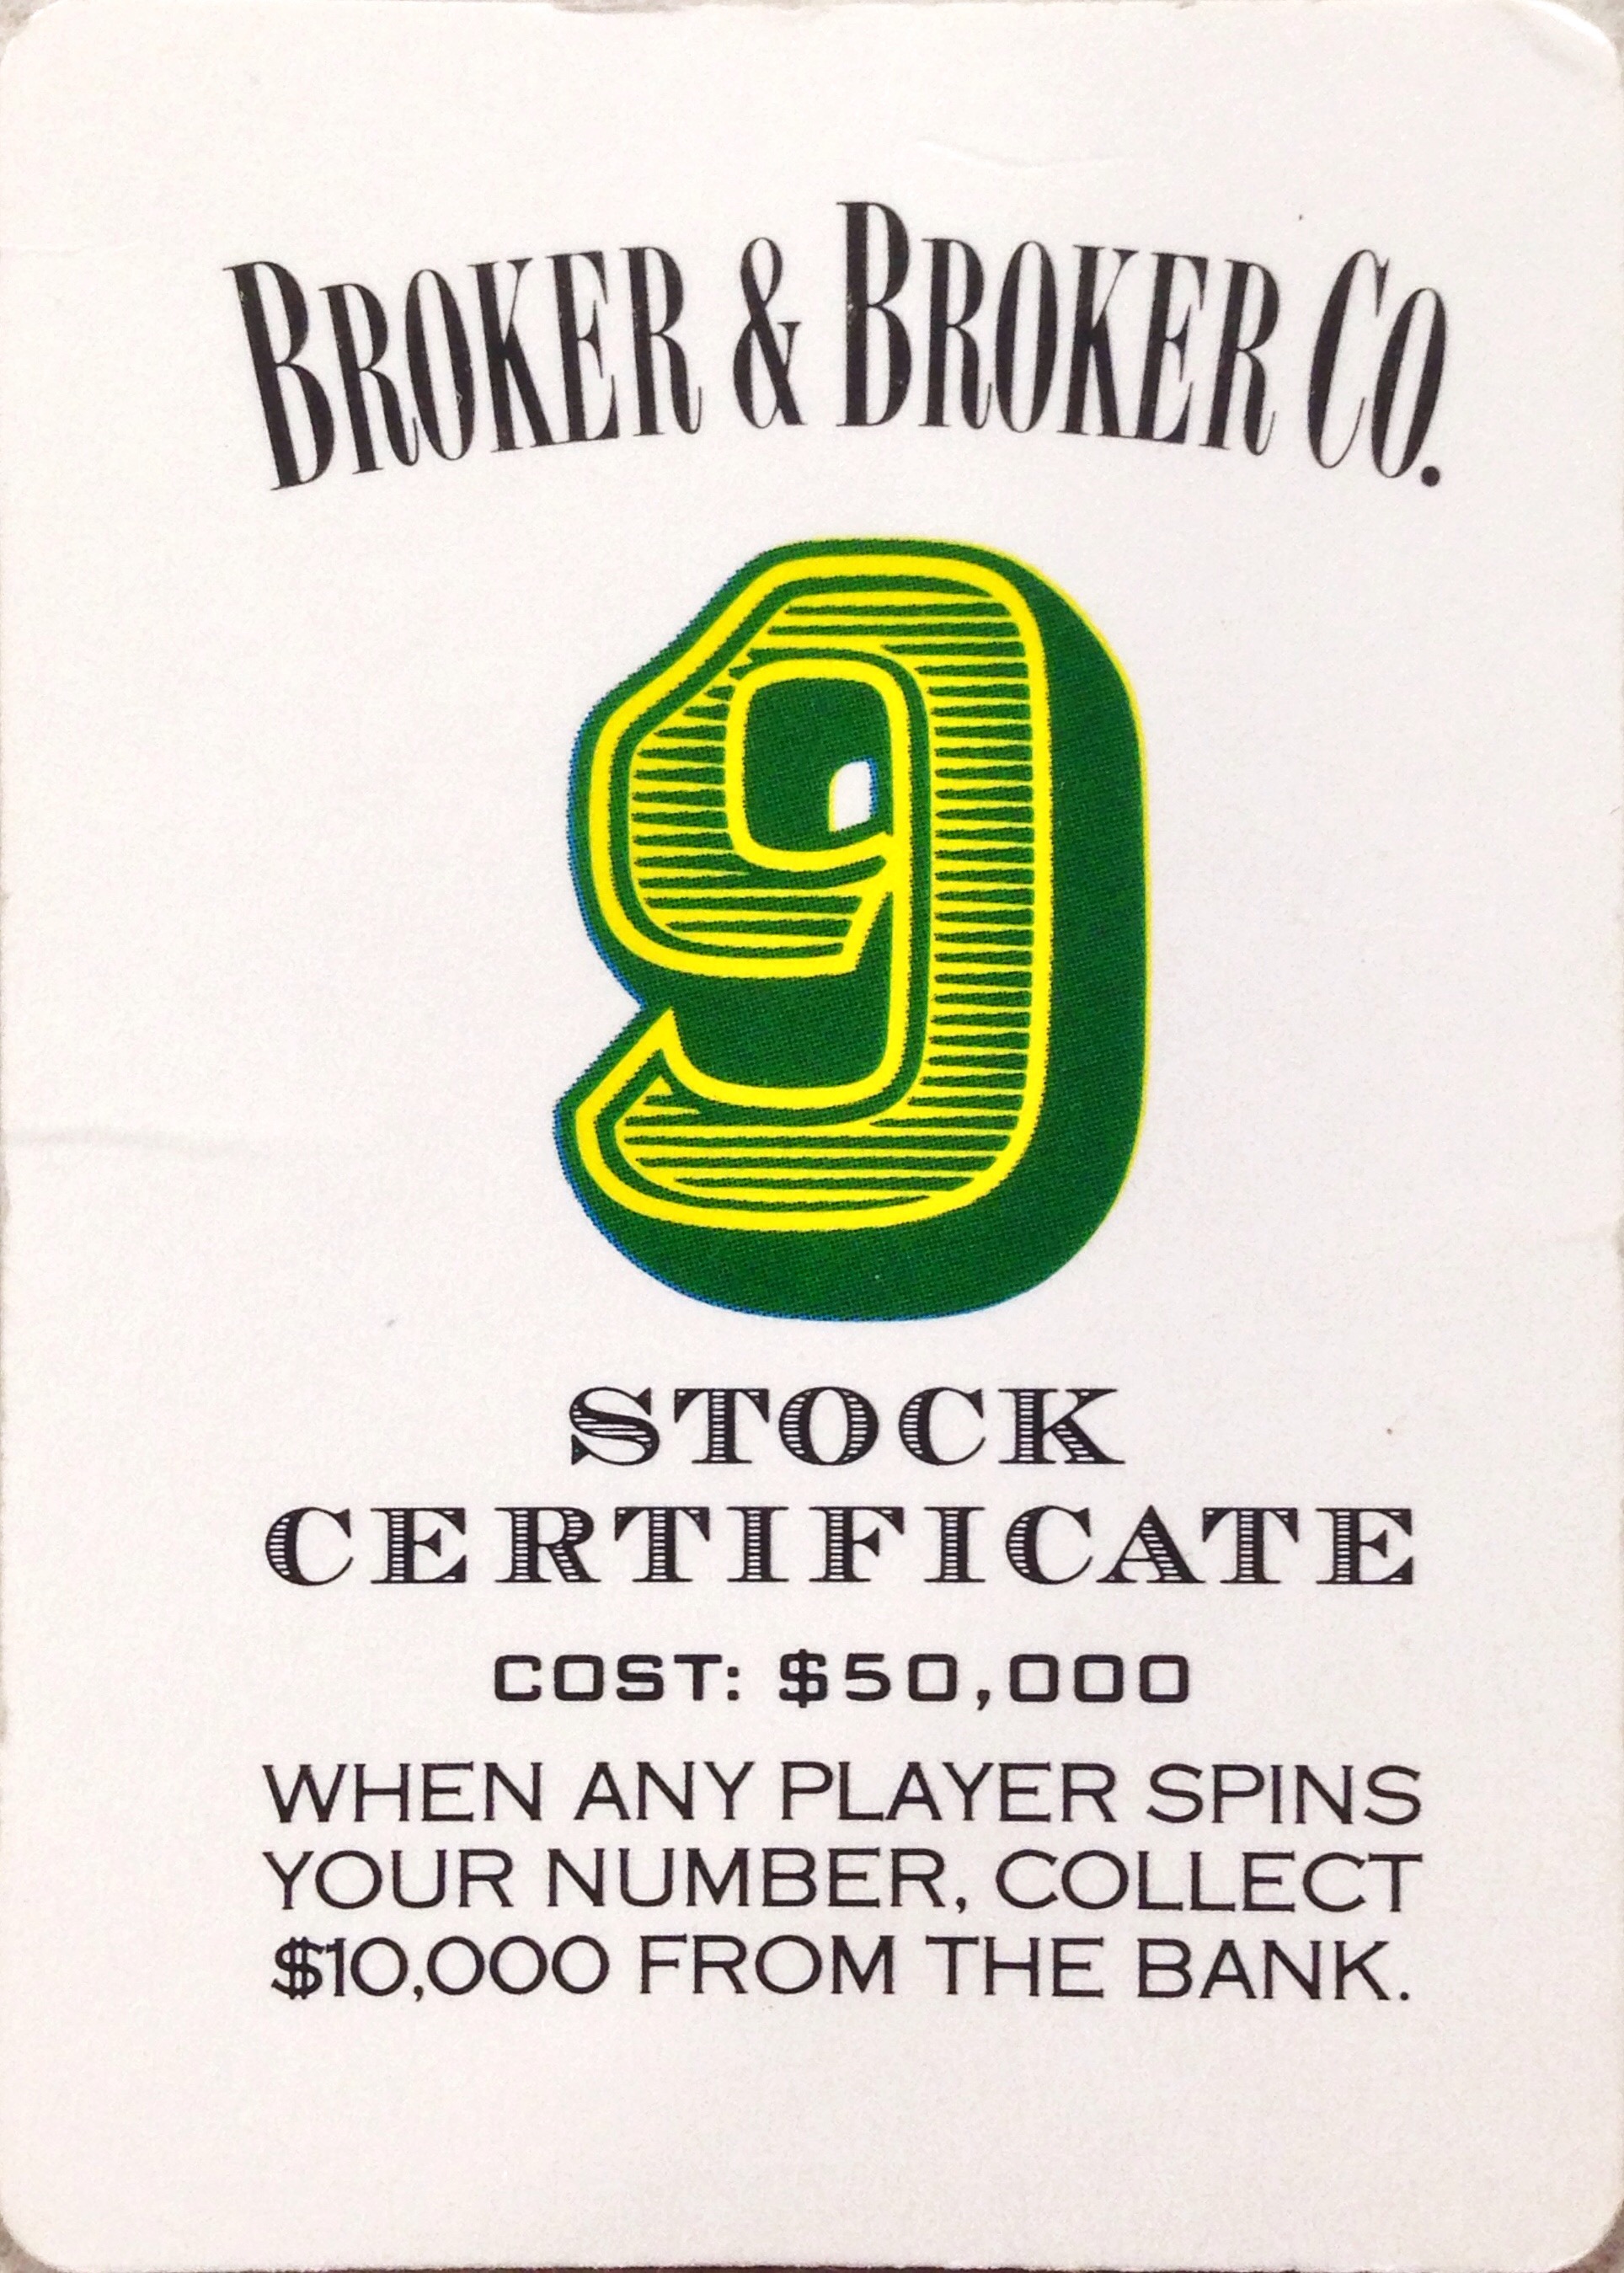 BROKER & BROKER CO.
9
STOCK
CERTIFICATE
COST: $50,000
WHEN ANY PLAYER SPINS
YOUR NUMBER, COLLECT
$10,000 FROM THE BANK.